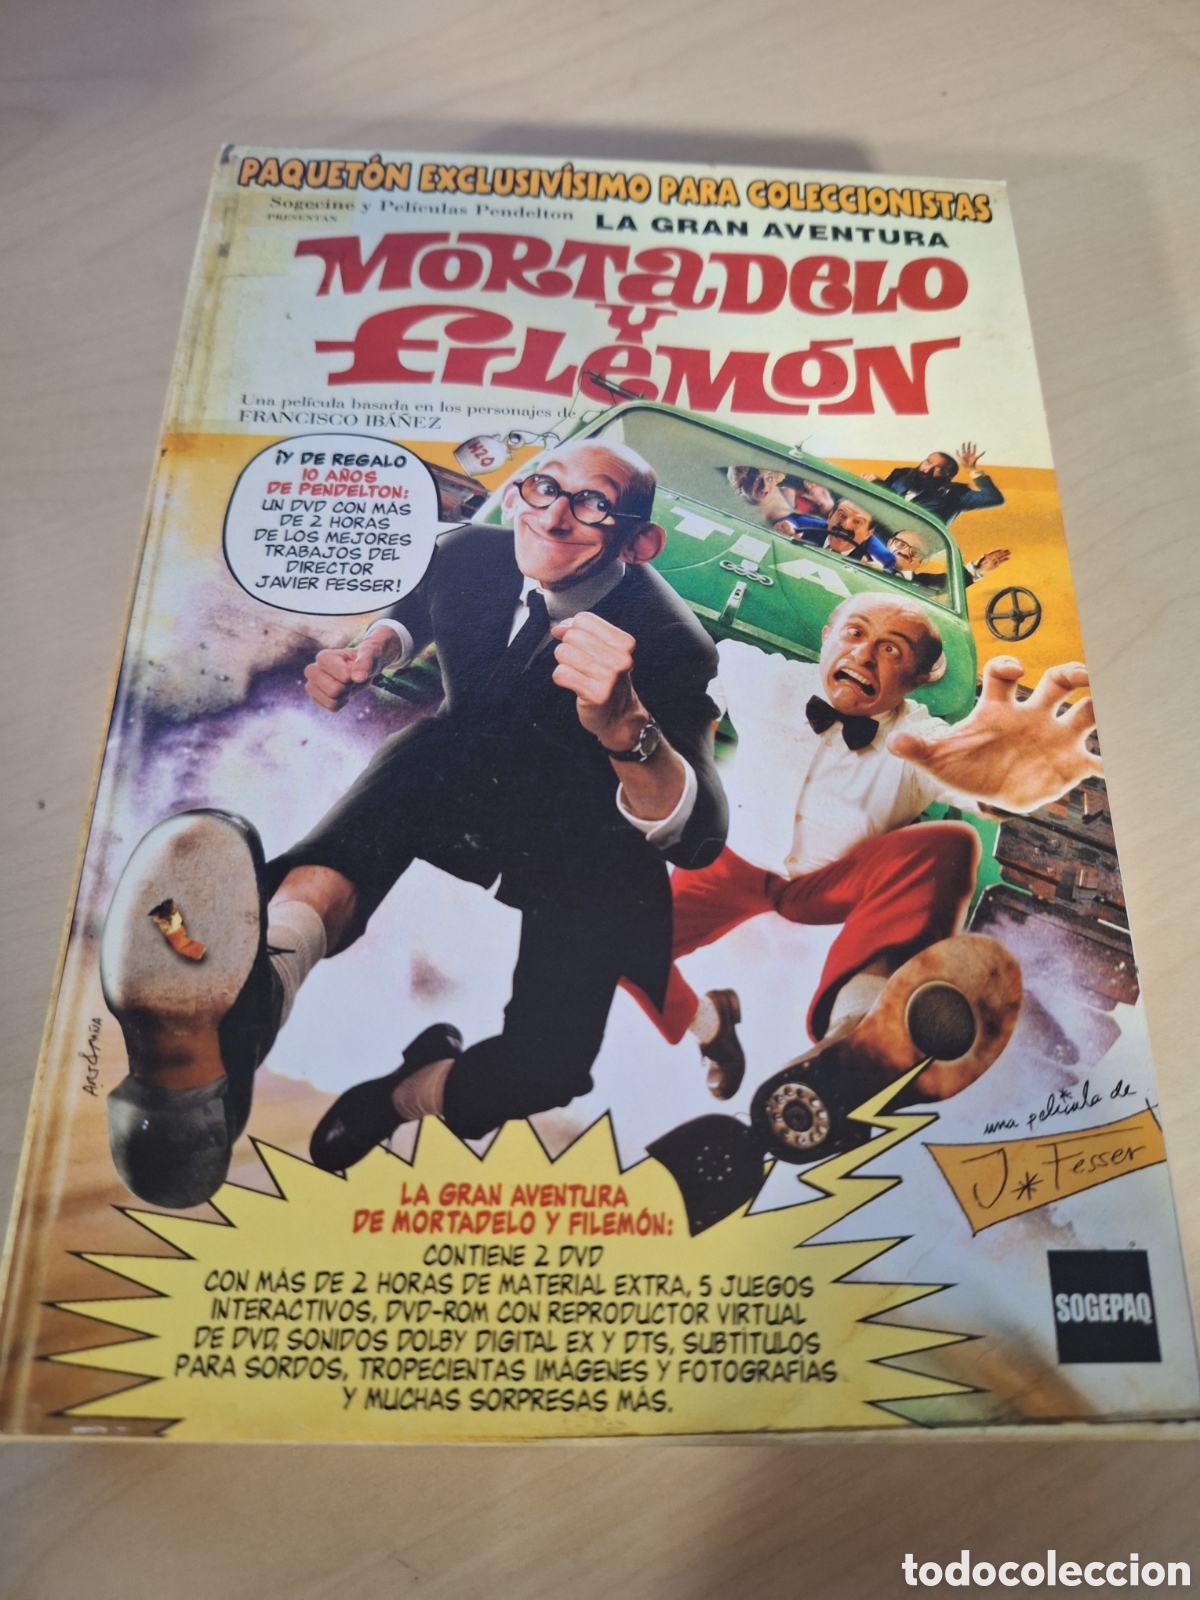 PAQUETÓN EXCLUSIVÍSIMO PARA COLECCIONISTAS
Sogecine y Películas Pendelton
PRESENTAN
LA GRAN AVENTURA
MORTADELO
Y
FILEMÓN
Una película basada en los personajes de
FRANCISCO IBÁÑEZ
¡Y DE REGALO
10 AÑOS
DE PENDELTON:
UN DVD CON MÁS
DE 2 HORAS
DE LOS MEJORES
TRABAJOS DEL
DIRECTOR
JAVIER FESSER!
H2O
TIA
ARJ&MIÑA
una película de
J*Fesser
LA GRAN AVENTURA
DE MORTADELO Y FILEMÓN:
CONTIENE 2 DVD
CON MÁS DE 2 HORAS DE MATERIAL EXTRA, 5 JUEGOS
INTERACTIVOS, DVD-ROM CON REPRODUCTOR VIRTUAL
DE DVD, SONIDOS DOLBY DIGITAL EX Y DTS, SUBTÍTULOS
PARA SORDOS, TROPECIENTAS IMÁGENES Y FOTOGRAFÍAS
Y MUCHAS SORPRESAS MÁS.
SOGEPAQ
todocoleccion